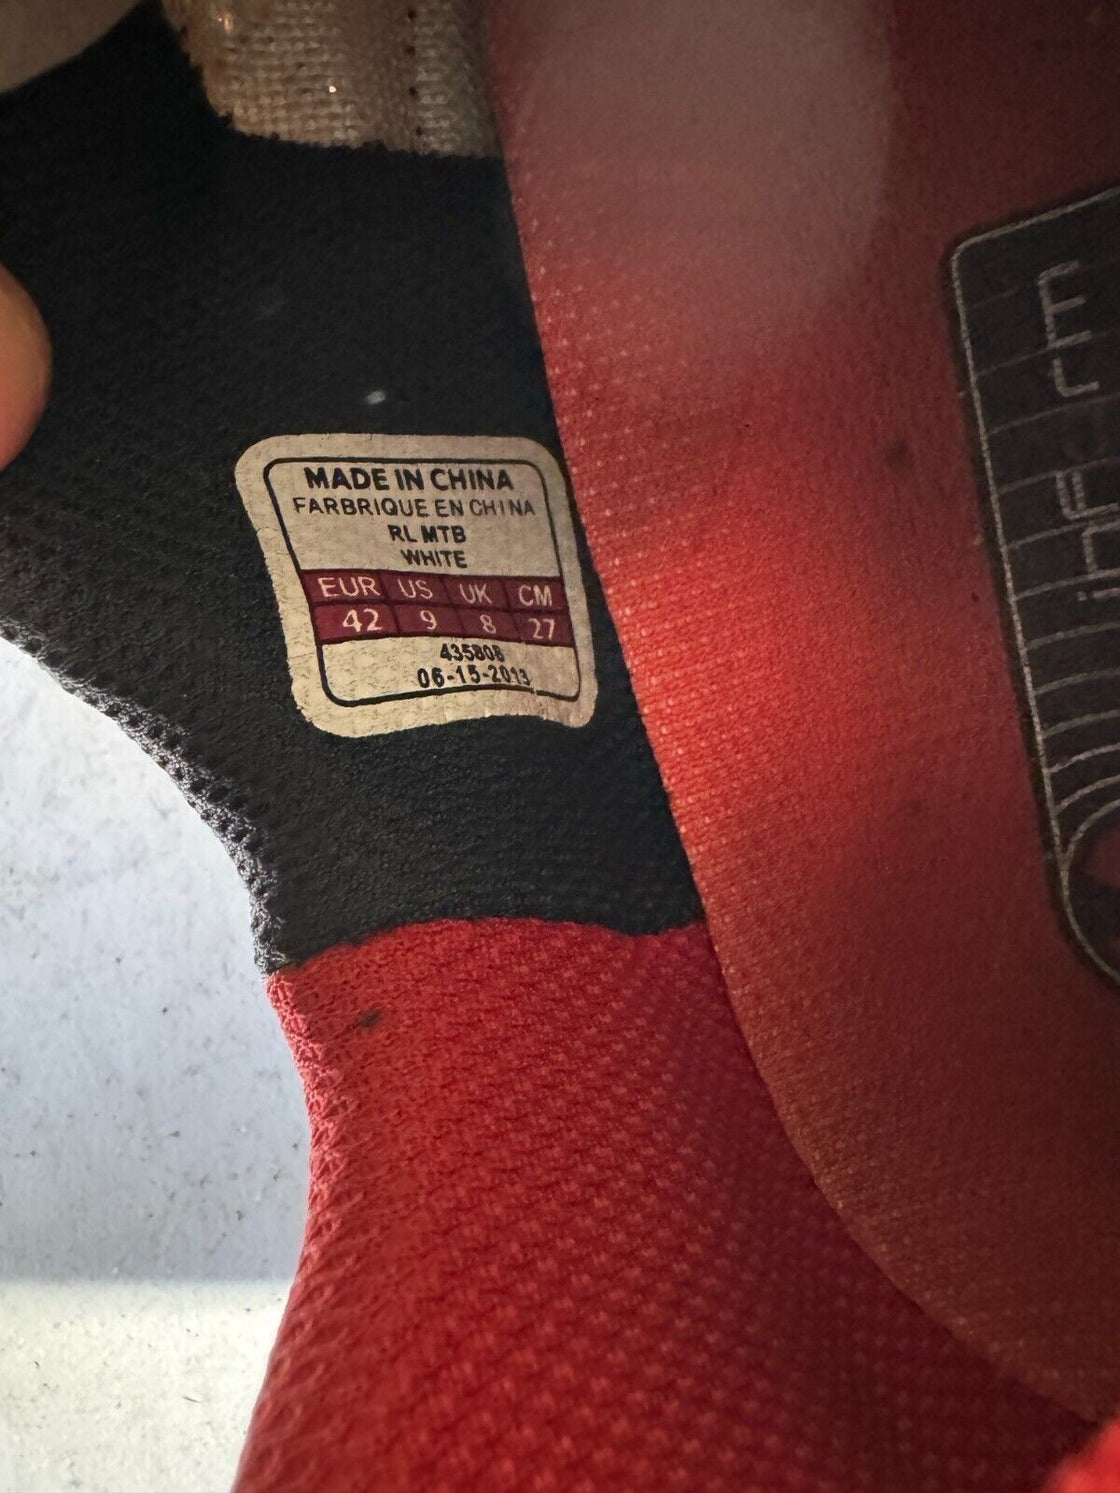 MADE IN CHINA
FARBRIQUE EN CHINA
RL MTB
WHITE
EUR US UK CM
42 9 8 27
435808
06-15-2013